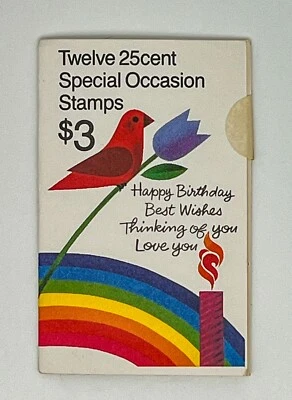 Twelve 25cent
Special Occasion
Stamps
$3
Happy Birthday
Best Wishes
Thinking of you
Love you